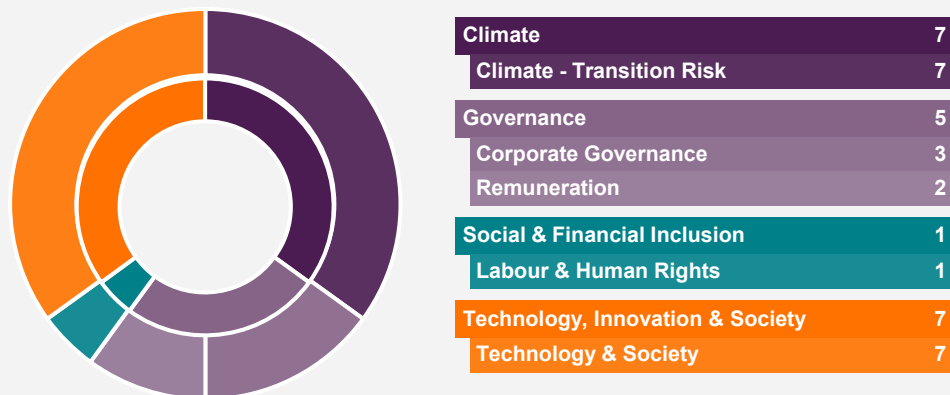 Climate 7
Climate - Transition Risk 7
Governance 5
Corporate Governance 3
Remuneration 2
Social & Financial Inclusion 1
Labour & Human Rights 1
Technology, Innovation & Society 7
Technology & Society 7